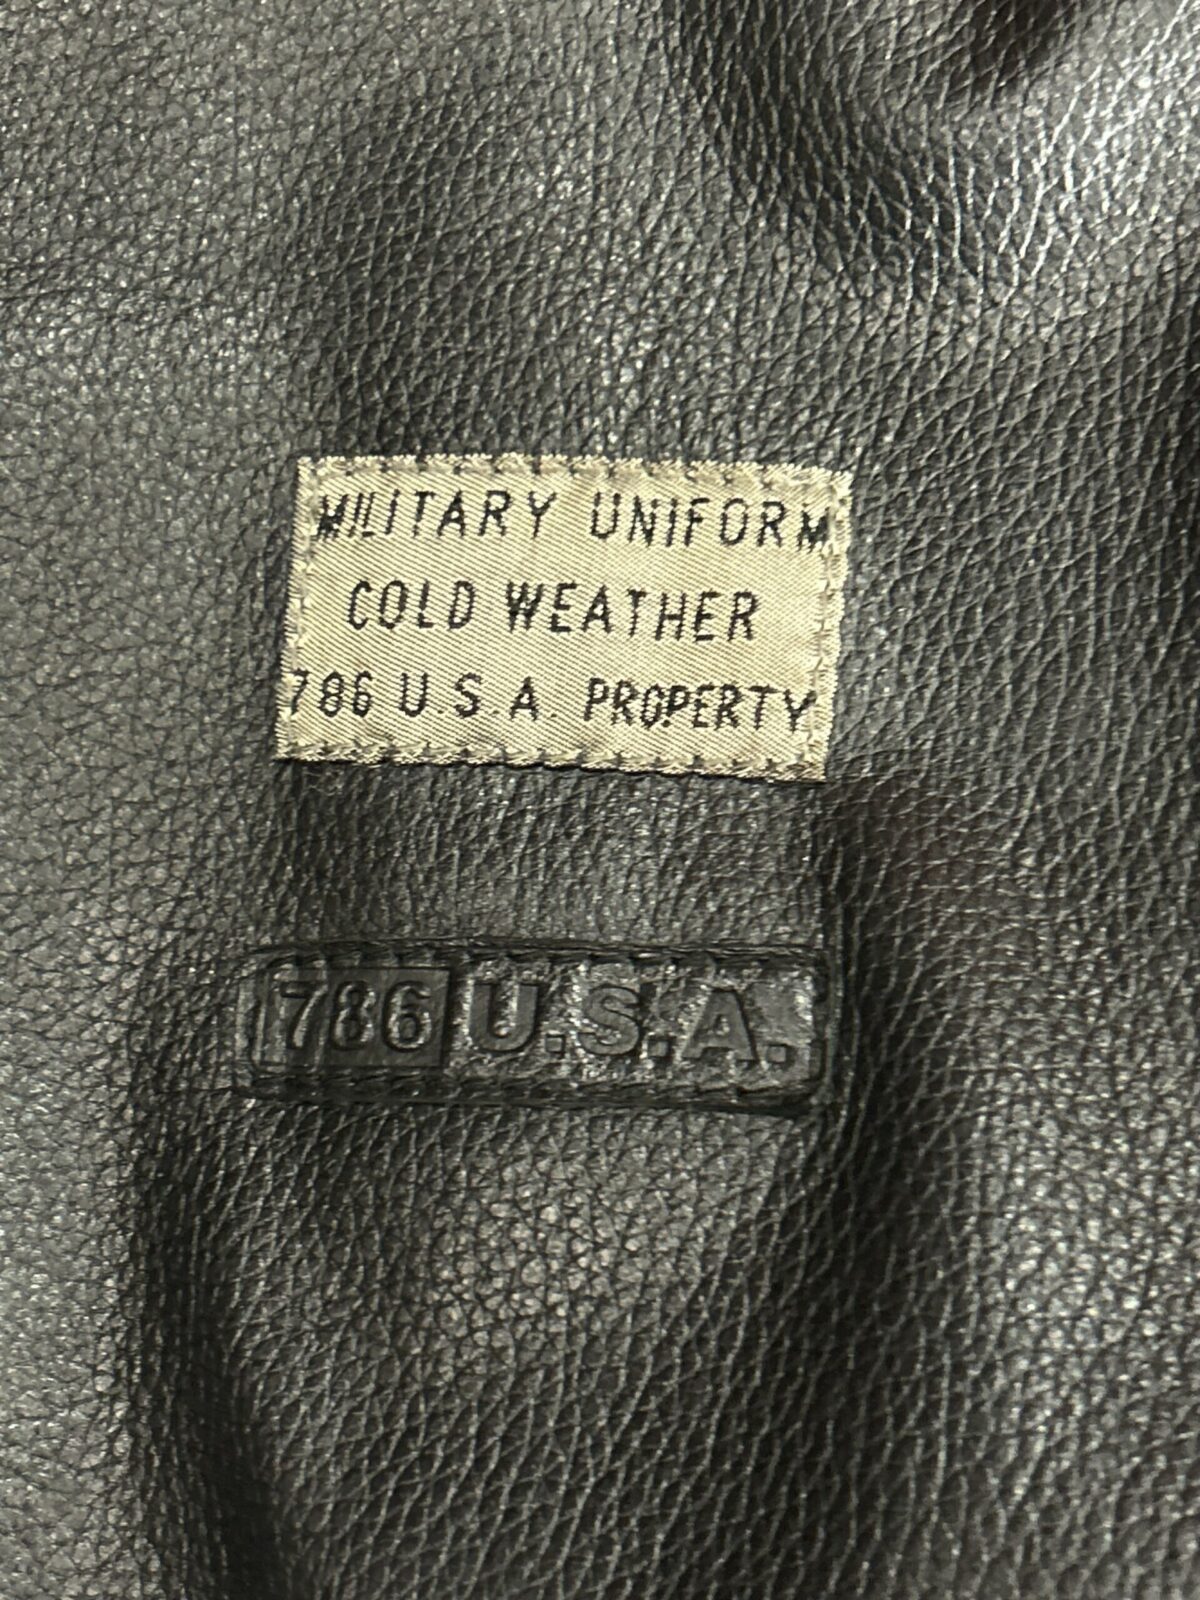 MILITARY UNIFORM
COLD WEATHER
786 U.S.A. PROPERTY
786 U.S.A.